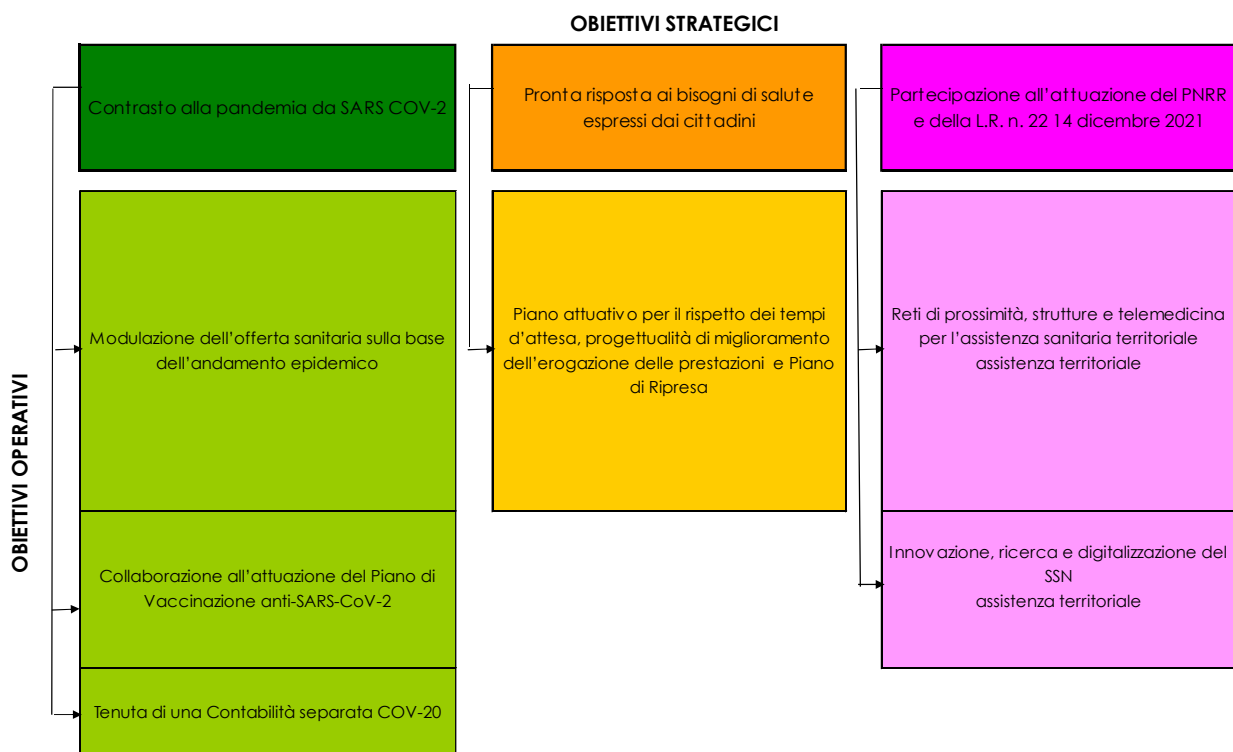 OBIETTIVI STRATEGICI
Contrasto alla pandemia da SARS COV-2
Pronta risposta ai bisogni di salute
espressi dai cittadini
Partecipazione all'attuazione del PNRR
e della L.R. n. 22 14 dicembre 2021
OBIETTIVI OPERATIVI
Modulazione dell'offerta sanitaria sulla base
dell'andamento epidemico
Piano attuativo per il rispetto dei tempi
d'attesa, progettualità di miglioramento
dell'erogazione delle prestazioni e Piano
di Ripresa
Reti di prossimità, strutture e telemedicina
per l'assistenza sanitaria territoriale
assistenza territoriale
Collaborazione all'attuazione del Piano di
Vaccinazione anti-SARS-CoV-2
Innovazione, ricerca e digitalizzazione del
SSN
assistenza territoriale
Tenuta di una Contabilità separata COV-20